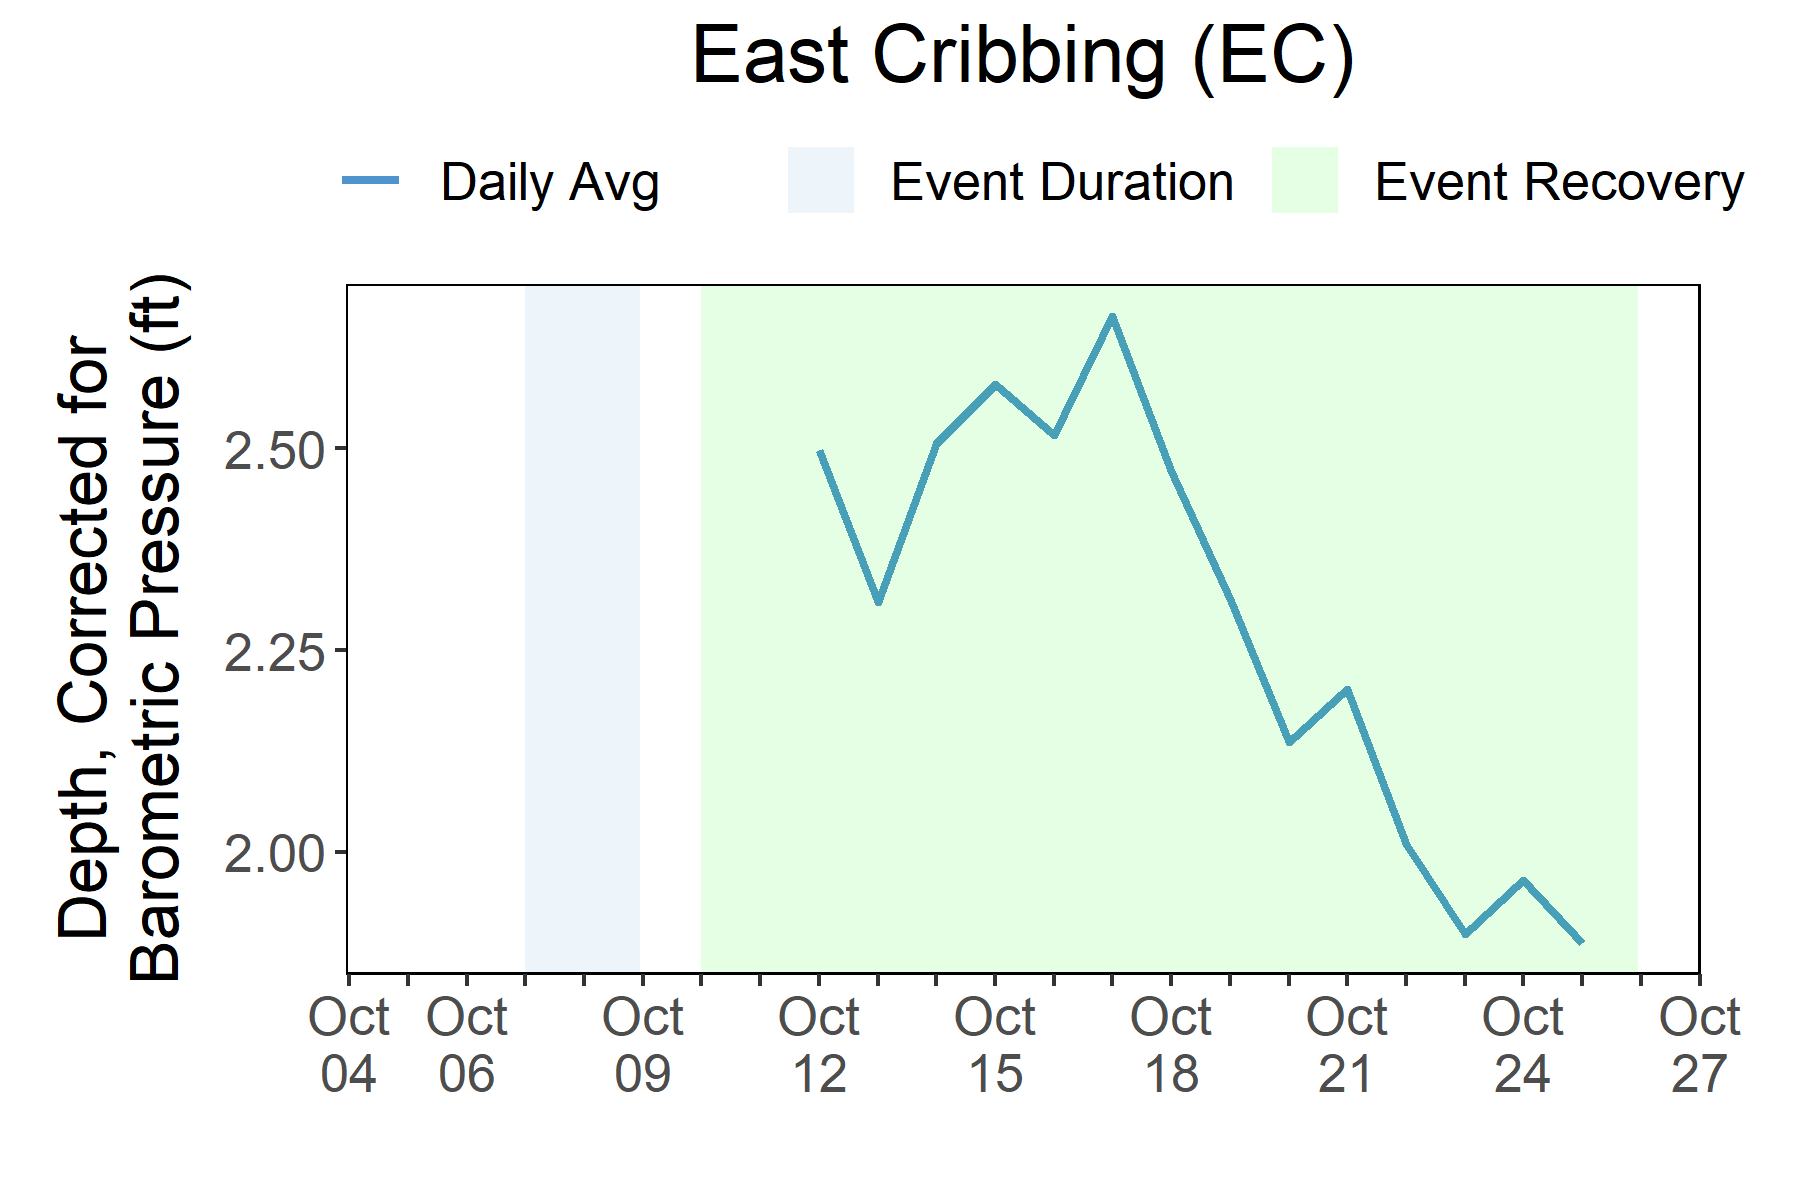 East Cribbing (EC)
Daily Avg
Event Duration
Event Recovery
Depth, Corrected for
Barometric Pressure (ft)
2.50
2.25
2.00
Oct
04
Oct
06
Oct
09
Oct
12
Oct
15
Oct
18
Oct
21
Oct
24
Oct
27